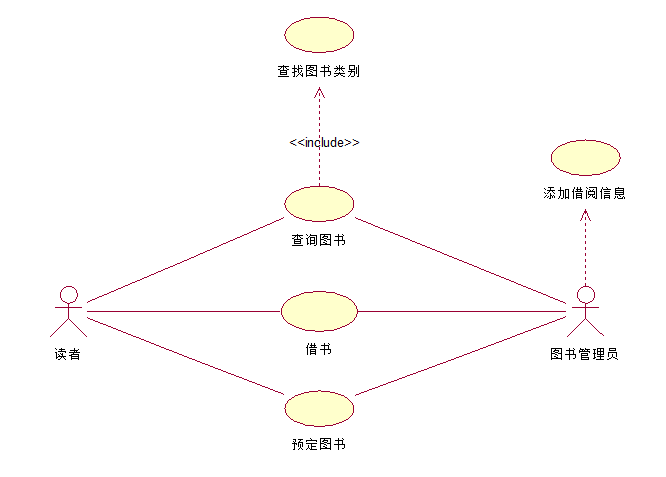 查找图书类别
<<include>>
添加借阅信息
查询图书
读者
借书
图书管理员
预定图书